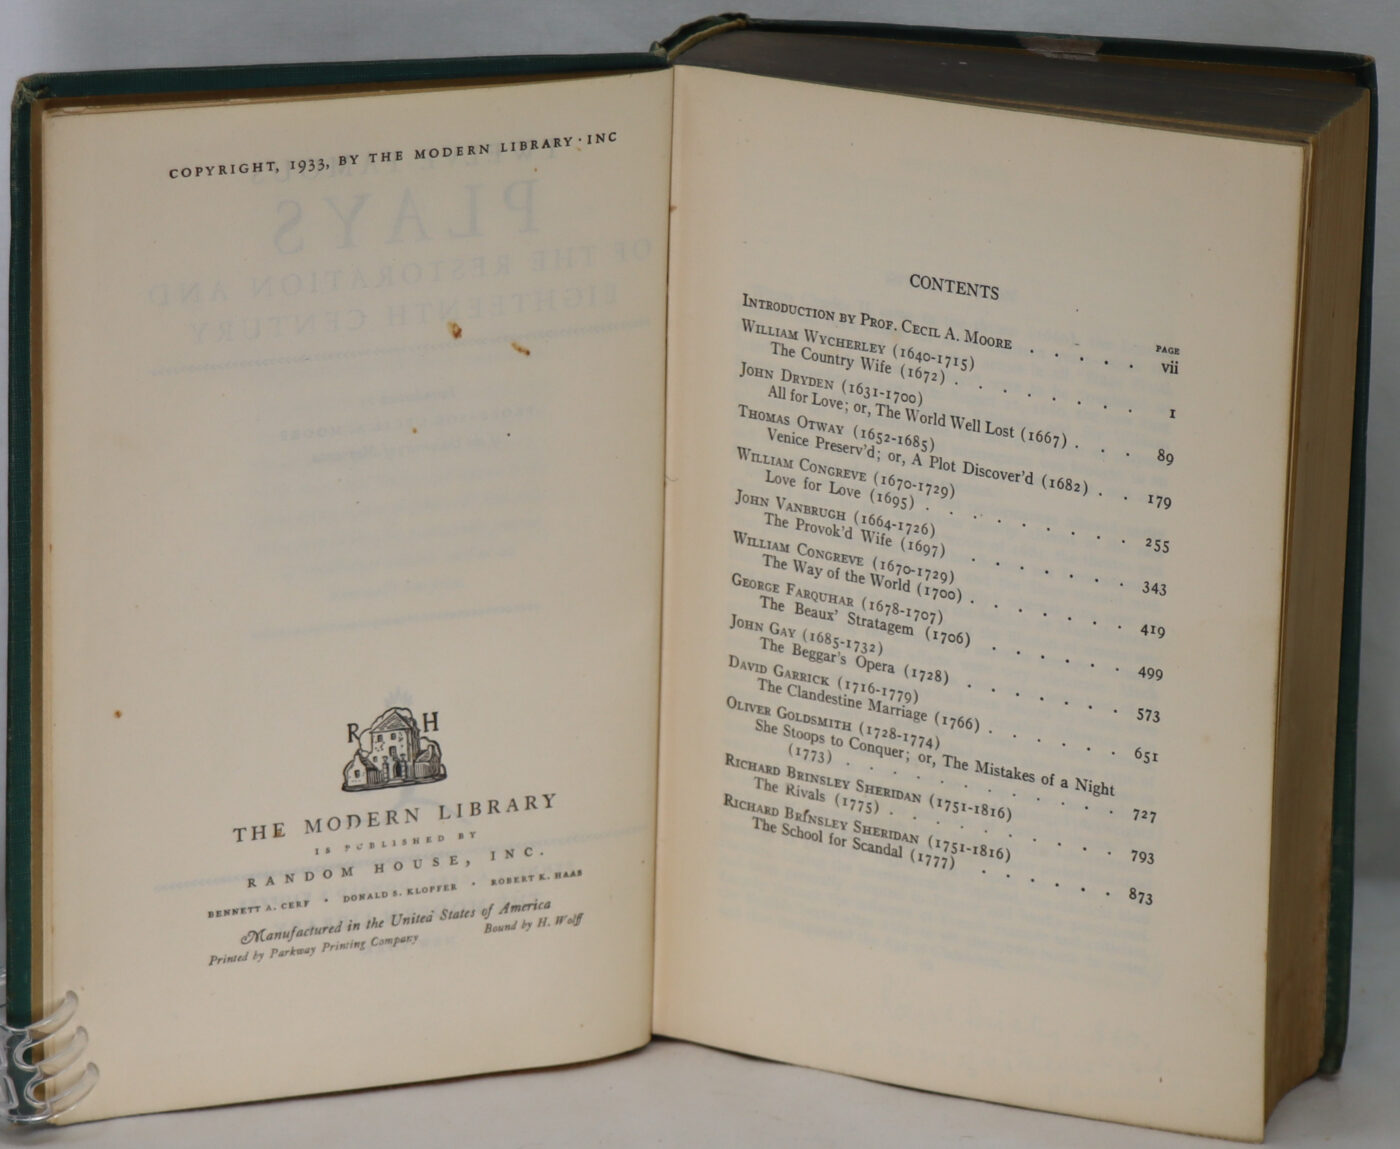 COPYRIGHT, 1933, BY THE MODERN LIBRARY · INC
PLAYS
OF THE RESTORATION AND
EIGHTEENTH CENTURY
R H
THE MODERN LIBRARY
IS PUBLISHED BY
RANDOM HOUSE, INC.
BENNETT A. CERF · DONALD S. KLOPFER · ROBERT K. HAAS
Manufactured in the United States of America
Printed by Parkway Printing Company Bound by H. Wolff
CONTENTS
PAGE
INTRODUCTION BY PROF. CECIL A. MOORE . . . . . vii
WILLIAM WYCHERLEY (1640-1715)
The Country Wife (1672) . . . . . . . . 1
JOHN DRYDEN (1631-1700)
All for Love; or, The World Well Lost (1667) . . . 89
THOMAS OTWAY (1652-1685)
Venice Preserv'd; or, A Plot Discover'd (1682) . . 179
WILLIAM CONGREVE (1670-1729)
Love for Love (1695) . . . . . . . . . 255
JOHN VANBRUGH (1664-1726)
The Provok'd Wife (1697) . . . . . . . 343
WILLIAM CONGREVE (1670-1729)
The Way of the World (1700) . . . . . . . 419
GEORGE FARQUHAR (1678-1707)
The Beaux' Stratagem (1706) . . . . . . 499
JOHN GAY (1685-1732)
The Beggar's Opera (1728) . . . . . . . 573
DAVID GARRICK (1716-1779)
The Clandestine Marriage (1766) . . . . . . 651
OLIVER GOLDSMITH (1728-1774)
She Stoops to Conquer; or, The Mistakes of a Night
(1773) . . . . . . . . . . . . 727
RICHARD BRINSLEY SHERIDAN (1751-1816)
The Rivals (1775) . . . . . . . . . . 793
RICHARD BRINSLEY SHERIDAN (1751-1816)
The School for Scandal (1777) . . . . . . 873